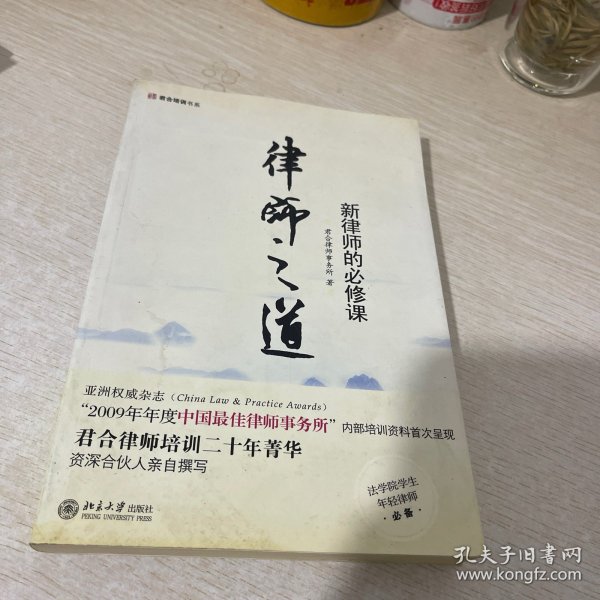 君合培训书系
律师之道
新律师的必修课
君合律师事务所 著
亚洲权威杂志（China Law & Practice Awards）
“2009年年度中国最佳律师事务所”内部培训资料首次呈现
君合律师培训二十年菁华
资深合伙人亲自撰写
法学院学生
年轻律师
·必备·
北京大学出版社
PEKING UNIVERSITY PRESS
孔夫子旧书网
www.kongfz.com